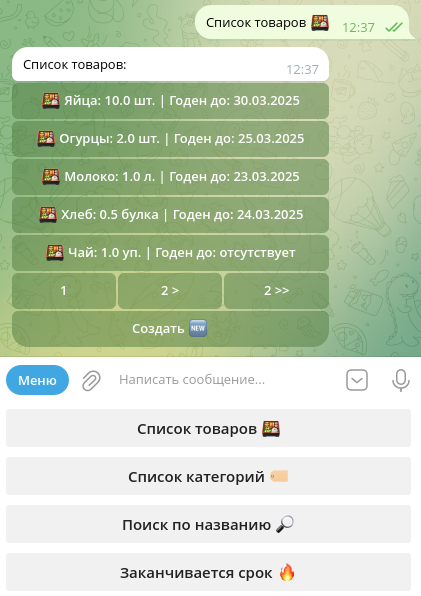 Список товаров 🍱
12:37
Список товаров:
12:37
🍱 Яйца: 10.0 шт. | Годен до: 30.03.2025
🍱 Огурцы: 2.0 шт. | Годен до: 25.03.2025
🍱 Молоко: 1.0 л. | Годен до: 23.03.2025
🍱 Хлеб: 0.5 булка | Годен до: 24.03.2025
🍱 Чай: 1.0 уп. | Годен до: отсутствует
1 2 > 2 >>
Создать 🆕
Меню Написать сообщение...
Список товаров 🍱
Список категорий 🏷️
Поиск по названию 🔎
Заканчивается срок 🔥